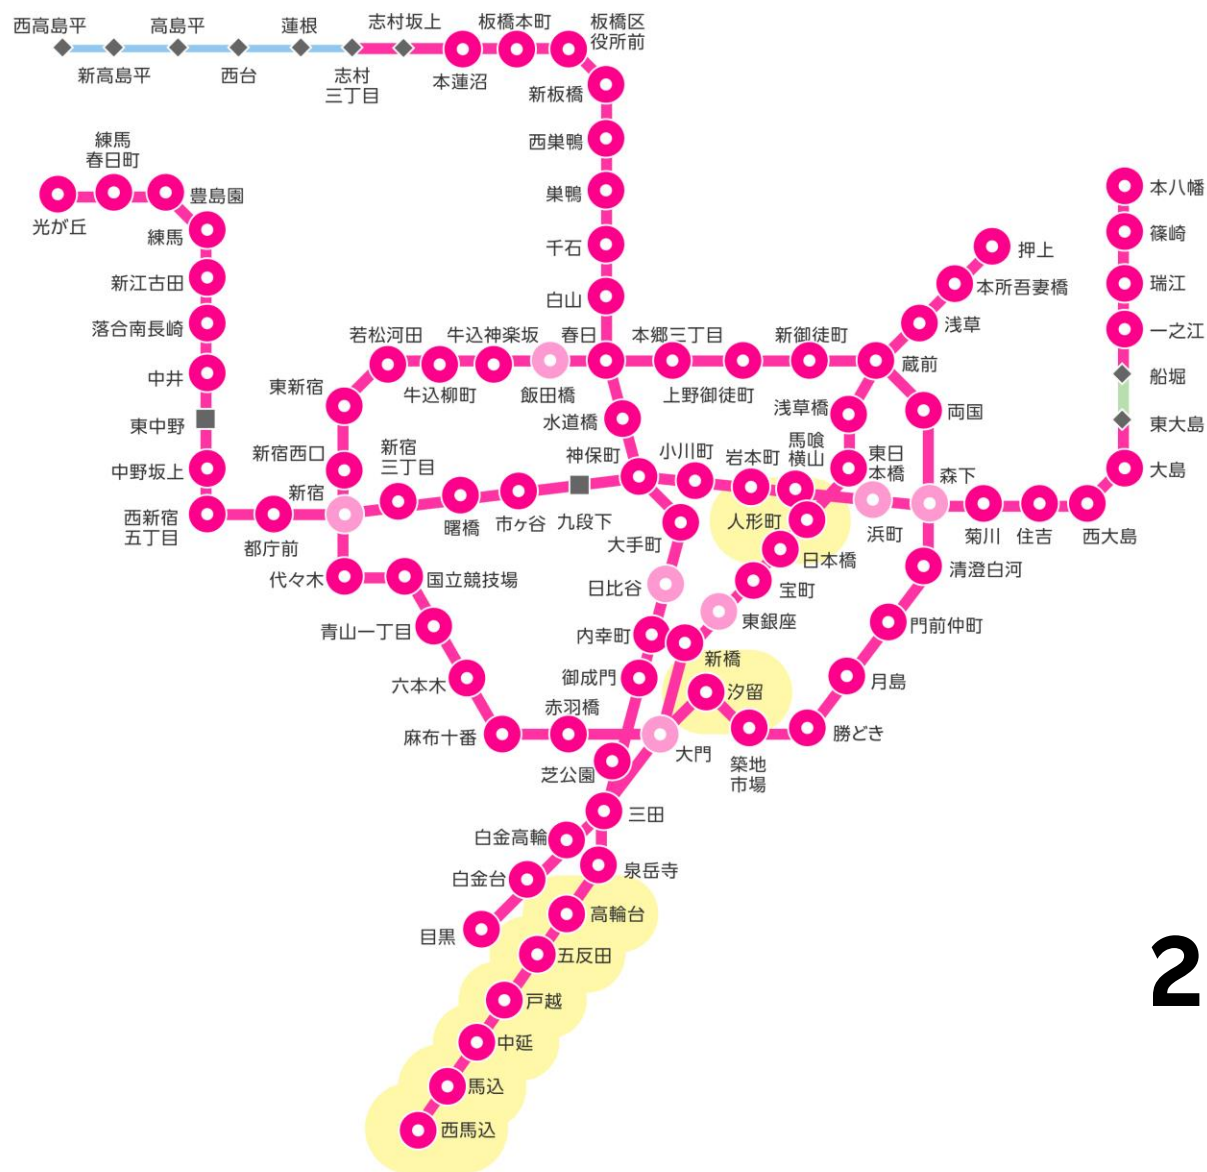 西高島平
新高島平
高島平
西台
蓮根
志村
三丁目
志村坂上
本蓮沼
板橋本町
板橋区
役所前
新板橋
西巣鴨
巣鴨
千石
白山
春日
練馬
春日町
光が丘
豊島園
練馬
新江古田
落合南長崎
中井
東中野
中野坂上
西新宿
五丁目
都庁前
新宿
新宿西口
東新宿
若松河田
牛込柳町
牛込神楽坂
飯田橋
本郷三丁目
上野御徒町
新御徒町
蔵前
浅草
本所吾妻橋
押上
本八幡
篠崎
瑞江
一之江
船堀
東大島
大島
西大島
住吉
菊川
森下
両国
浜町
浅草橋
東日
本橋
馬喰
横山
岩本町
小川町
神保町
水道橋
九段下
市ヶ谷
曙橋
新宿
三丁目
人形町
日本橋
宝町
東銀座
新橋
大手町
日比谷
内幸町
御成門
芝公園
代々木
国立競技場
青山一丁目
六本木
麻布十番
赤羽橋
大門
汐留
築地
市場
勝どき
月島
門前仲町
清澄白河
三田
白金高輪
白金台
目黒
泉岳寺
高輪台
五反田
戸越
中延
馬込
西馬込
2